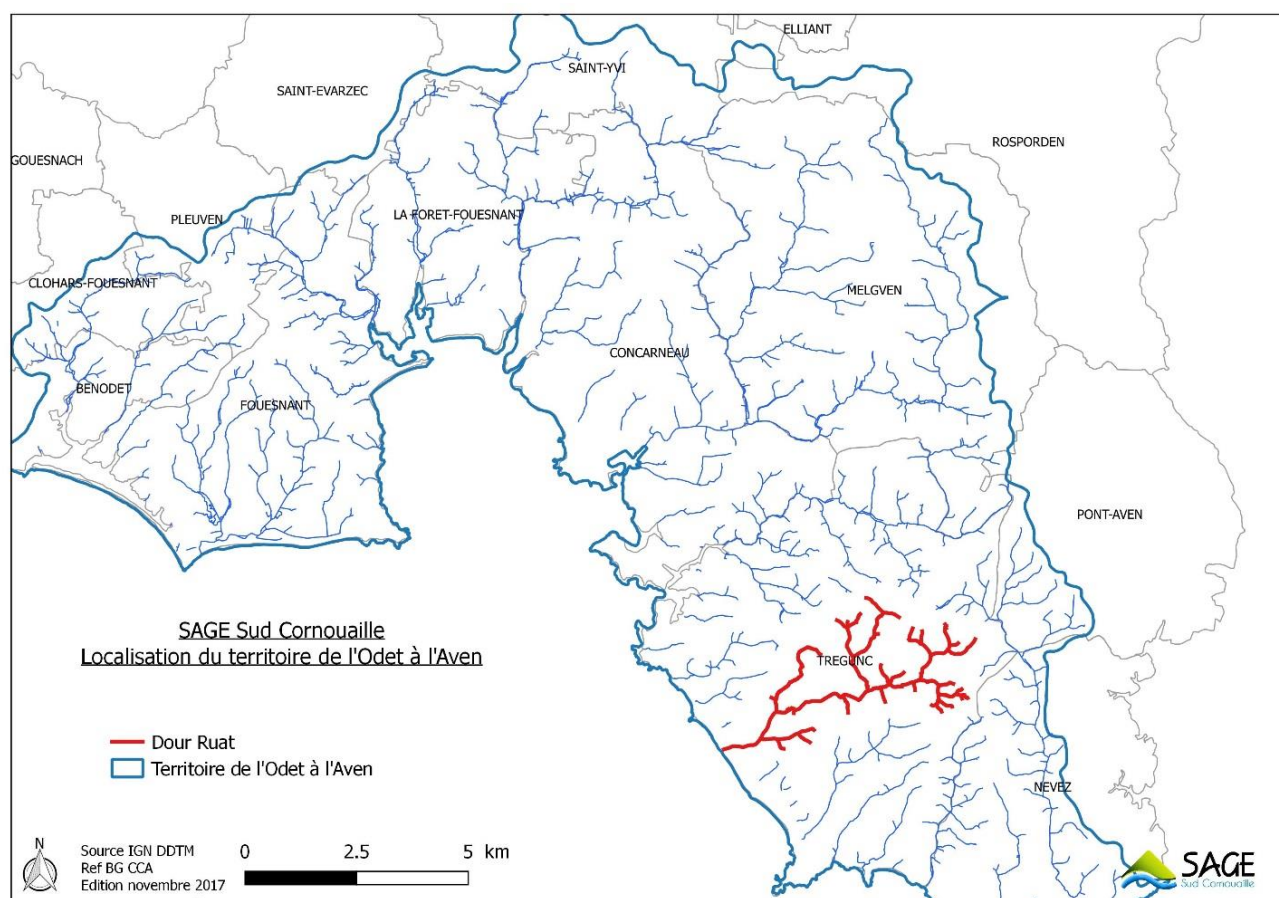 ELLIANT
SAINT-YVI
SAINT-EVARZEC
ROSPORDEN
GOUESNACH
PLEUVEN
LA FORET-FOUESNANT
CLOHARS-FOUESNANT
MELGVEN
CONCARNEAU
BENODET
FOUESNANT
PONT-AVEN
SAGE Sud Cornouaille
Localisation du territoire de l'Odet à l'Aven
TREGUNC
Dour Ruat
Territoire de l'Odet à l'Aven
NEVEZ
N
Source IGN DDTM
Ref BG CCA
Edition novembre 2017
0 2.5 5 km
SAGE
Sud Cornouaille